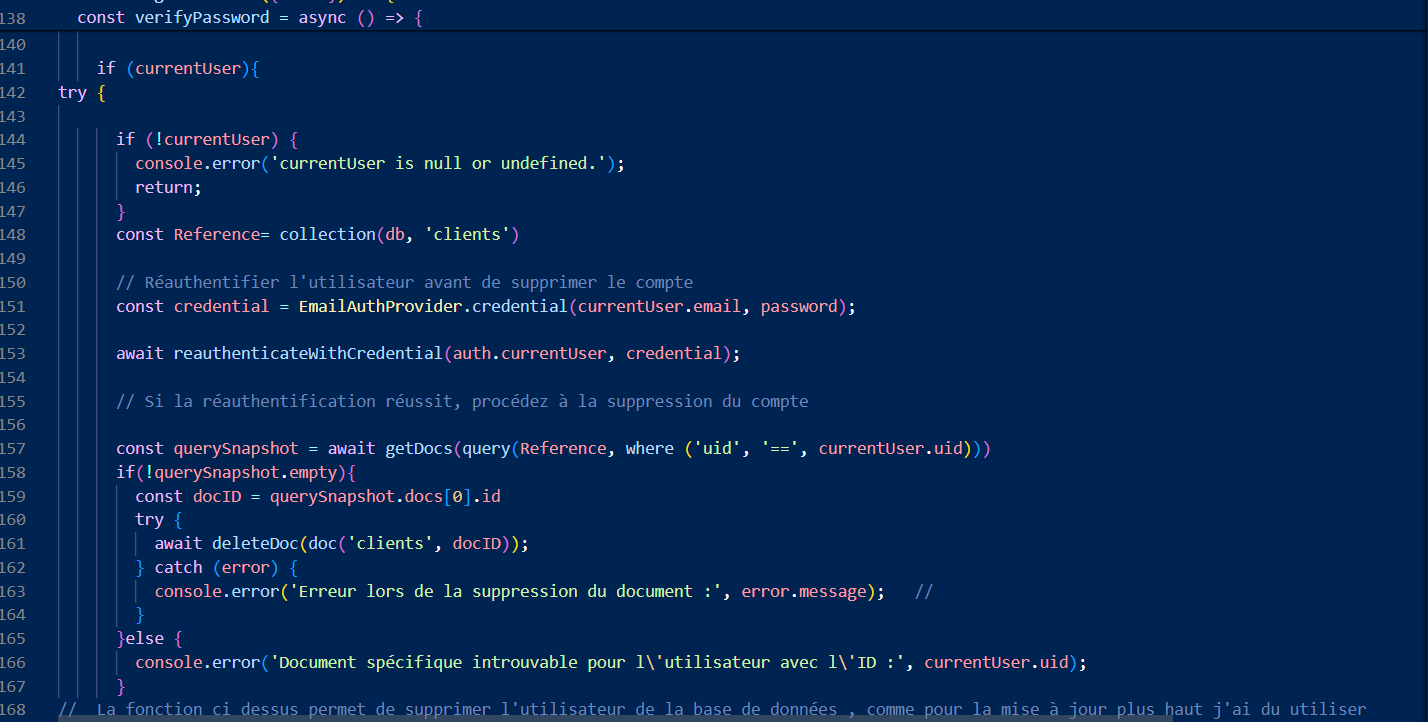 138 const verifyPassword = async () => {
140
141 if (currentUser){
142 try {
143
144 if (!currentUser) {
145 console.error('currentUser is null or undefined.');
146 return;
147 }
148 const Reference= collection(db, 'clients')
149
150 // Réauthentifier l'utilisateur avant de supprimer le compte
151 const credential = EmailAuthProvider.credential(currentUser.email, password);
152
153 await reauthenticateWithCredential(auth.currentUser, credential);
154
155 // Si la réauthentification réussit, procédez à la suppression du compte
156
157 const querySnapshot = await getDocs(query(Reference, where ('uid', '==', currentUser.uid)))
158 if(!querySnapshot.empty){
159 const docID = querySnapshot.docs[0].id
160 try {
161 await deleteDoc(doc('clients', docID));
162 } catch (error) {
163 console.error('Erreur lors de la suppression du document :', error.message); //
164 }
165 }else {
166 console.error('Document spécifique introuvable pour l\'utilisateur avec l\'ID :', currentUser.uid);
167 }
168 // La fonction ci dessus permet de supprimer l'utilisateur de la base de données , comme pour la mise à jour plus haut j'ai du utiliser